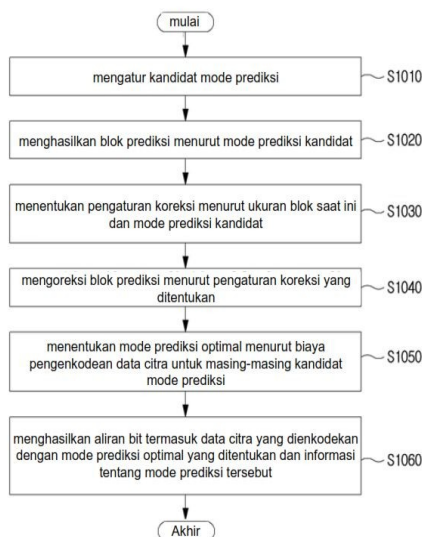 mulai
mengatur kandidat mode prediksi
S1010
menghasilkan blok prediksi menurut mode prediksi kandidat
S1020
menentukan pengaturan koreksi menurut ukuran blok saat ini
dan mode prediksi kandidat
S1030
mengoreksi blok prediksi menurut pengaturan koreksi yang
ditentukan
S1040
menentukan mode prediksi optimal menurut biaya
pengenkodean data citra untuk masing-masing kandidat
mode prediksi
S1050
menghasilkan aliran bit termasuk data citra yang dienkodekan
dengan mode prediksi optimal yang ditentukan dan informasi
tentang mode prediksi tersebut
S1060
Akhir